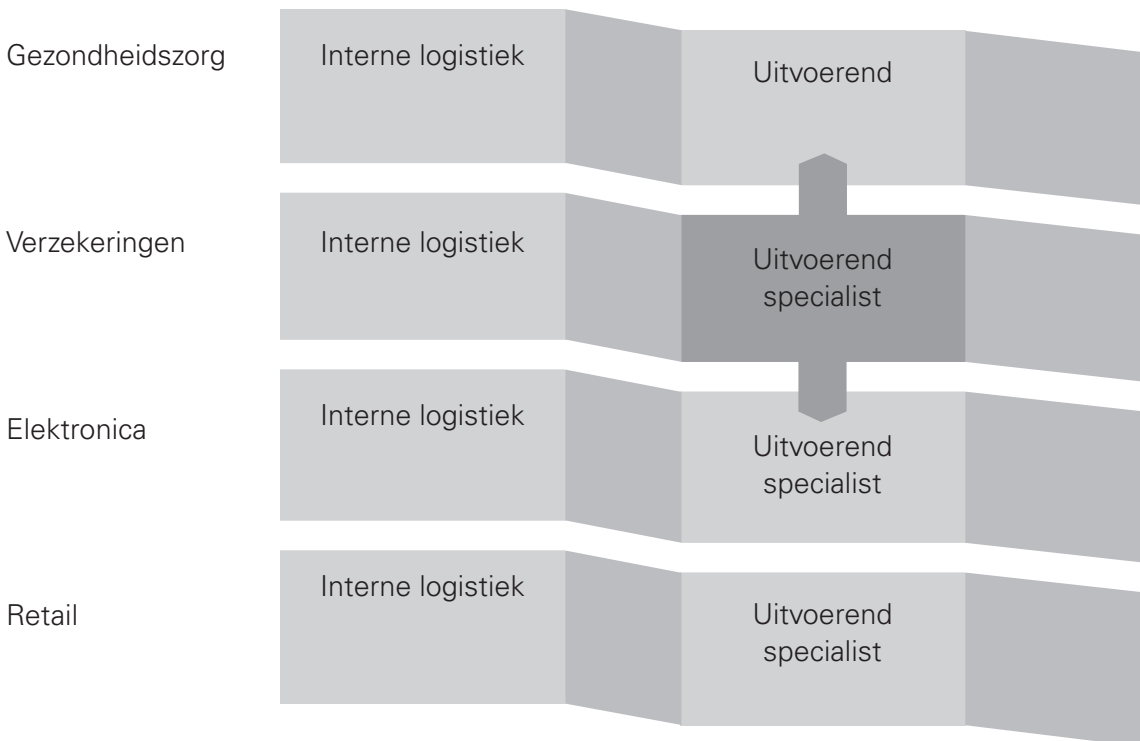 Gezondheidszorg
Interne logistiek
Uitvoerend
Verzekeringen
Interne logistiek
Uitvoerend
specialist
Elektronica
Interne logistiek
Uitvoerend
specialist
Retail
Interne logistiek
Uitvoerend
specialist